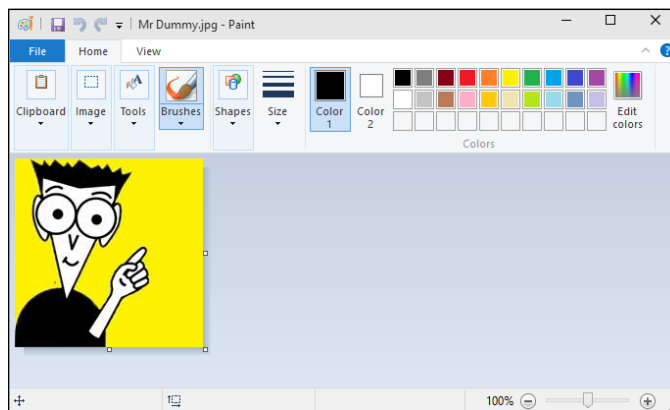 Mr Dummy.jpg - Paint
File Home View
Clipboard Image Tools Brushes Shapes Size Color 1 Color 2 Edit colors
Colors
100%